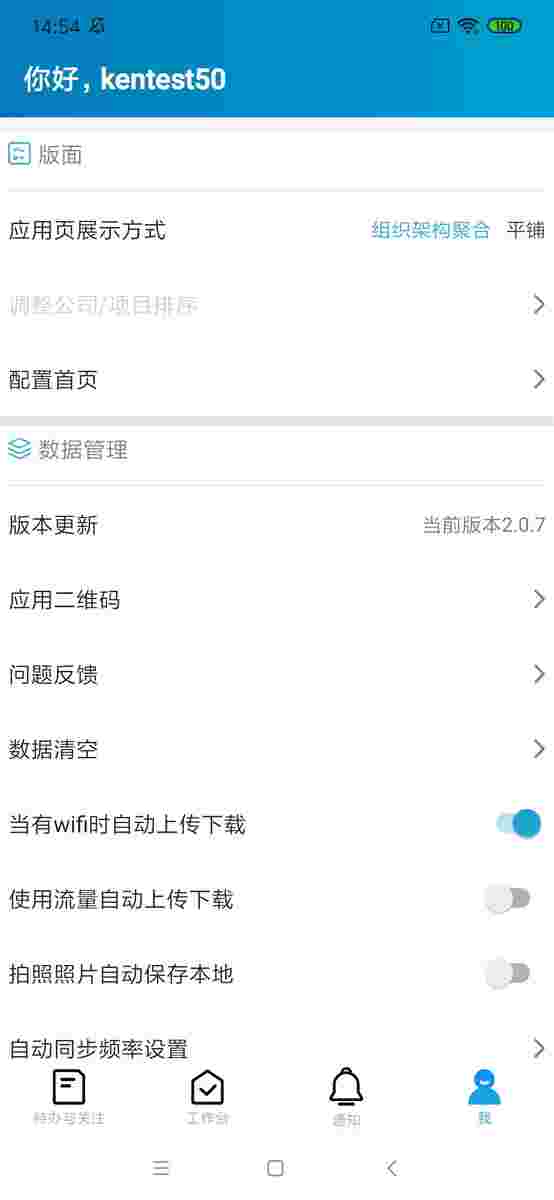 14:54
100
你好，kentest50
版面
应用页展示方式 组织架构聚合 平铺
调整公司/项目排序
配置首页
数据管理
版本更新 当前版本2.0.7
应用二维码
问题反馈
数据清空
当有wifi时自动上传下载
使用流量自动上传下载
拍照照片自动保存本地
自动同步频率设置
待办与关注 工作台 通知 我